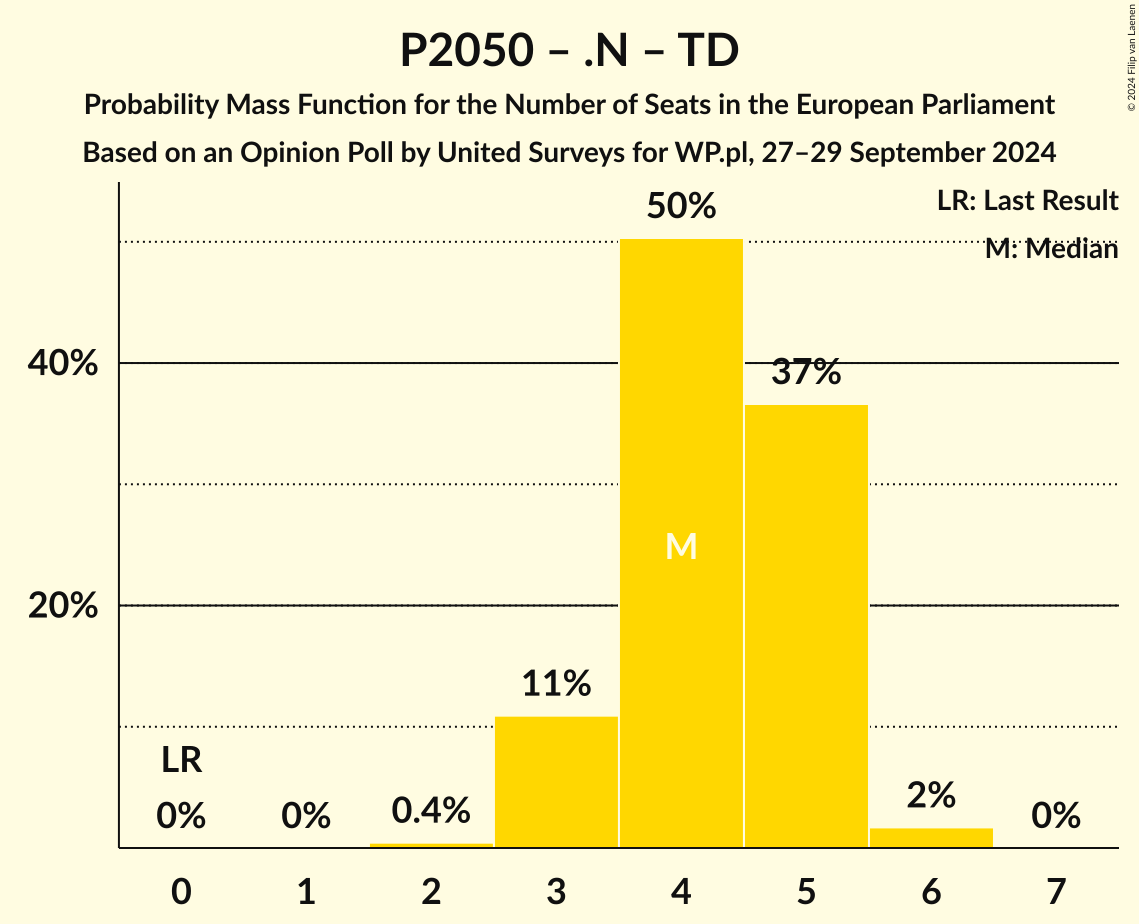 P2050 – .N – TD
Probability Mass Function for the Number of Seats in the European Parliament
Based on an Opinion Poll by United Surveys for WP.pl, 27–29 September 2024
© 2024 Filip van Laenen
LR: Last Result
M: Median
50%
40%
37%
M
20%
11%
LR
0%
0%
0.4%
2%
0%
0 1 2 3 4 5 6 7